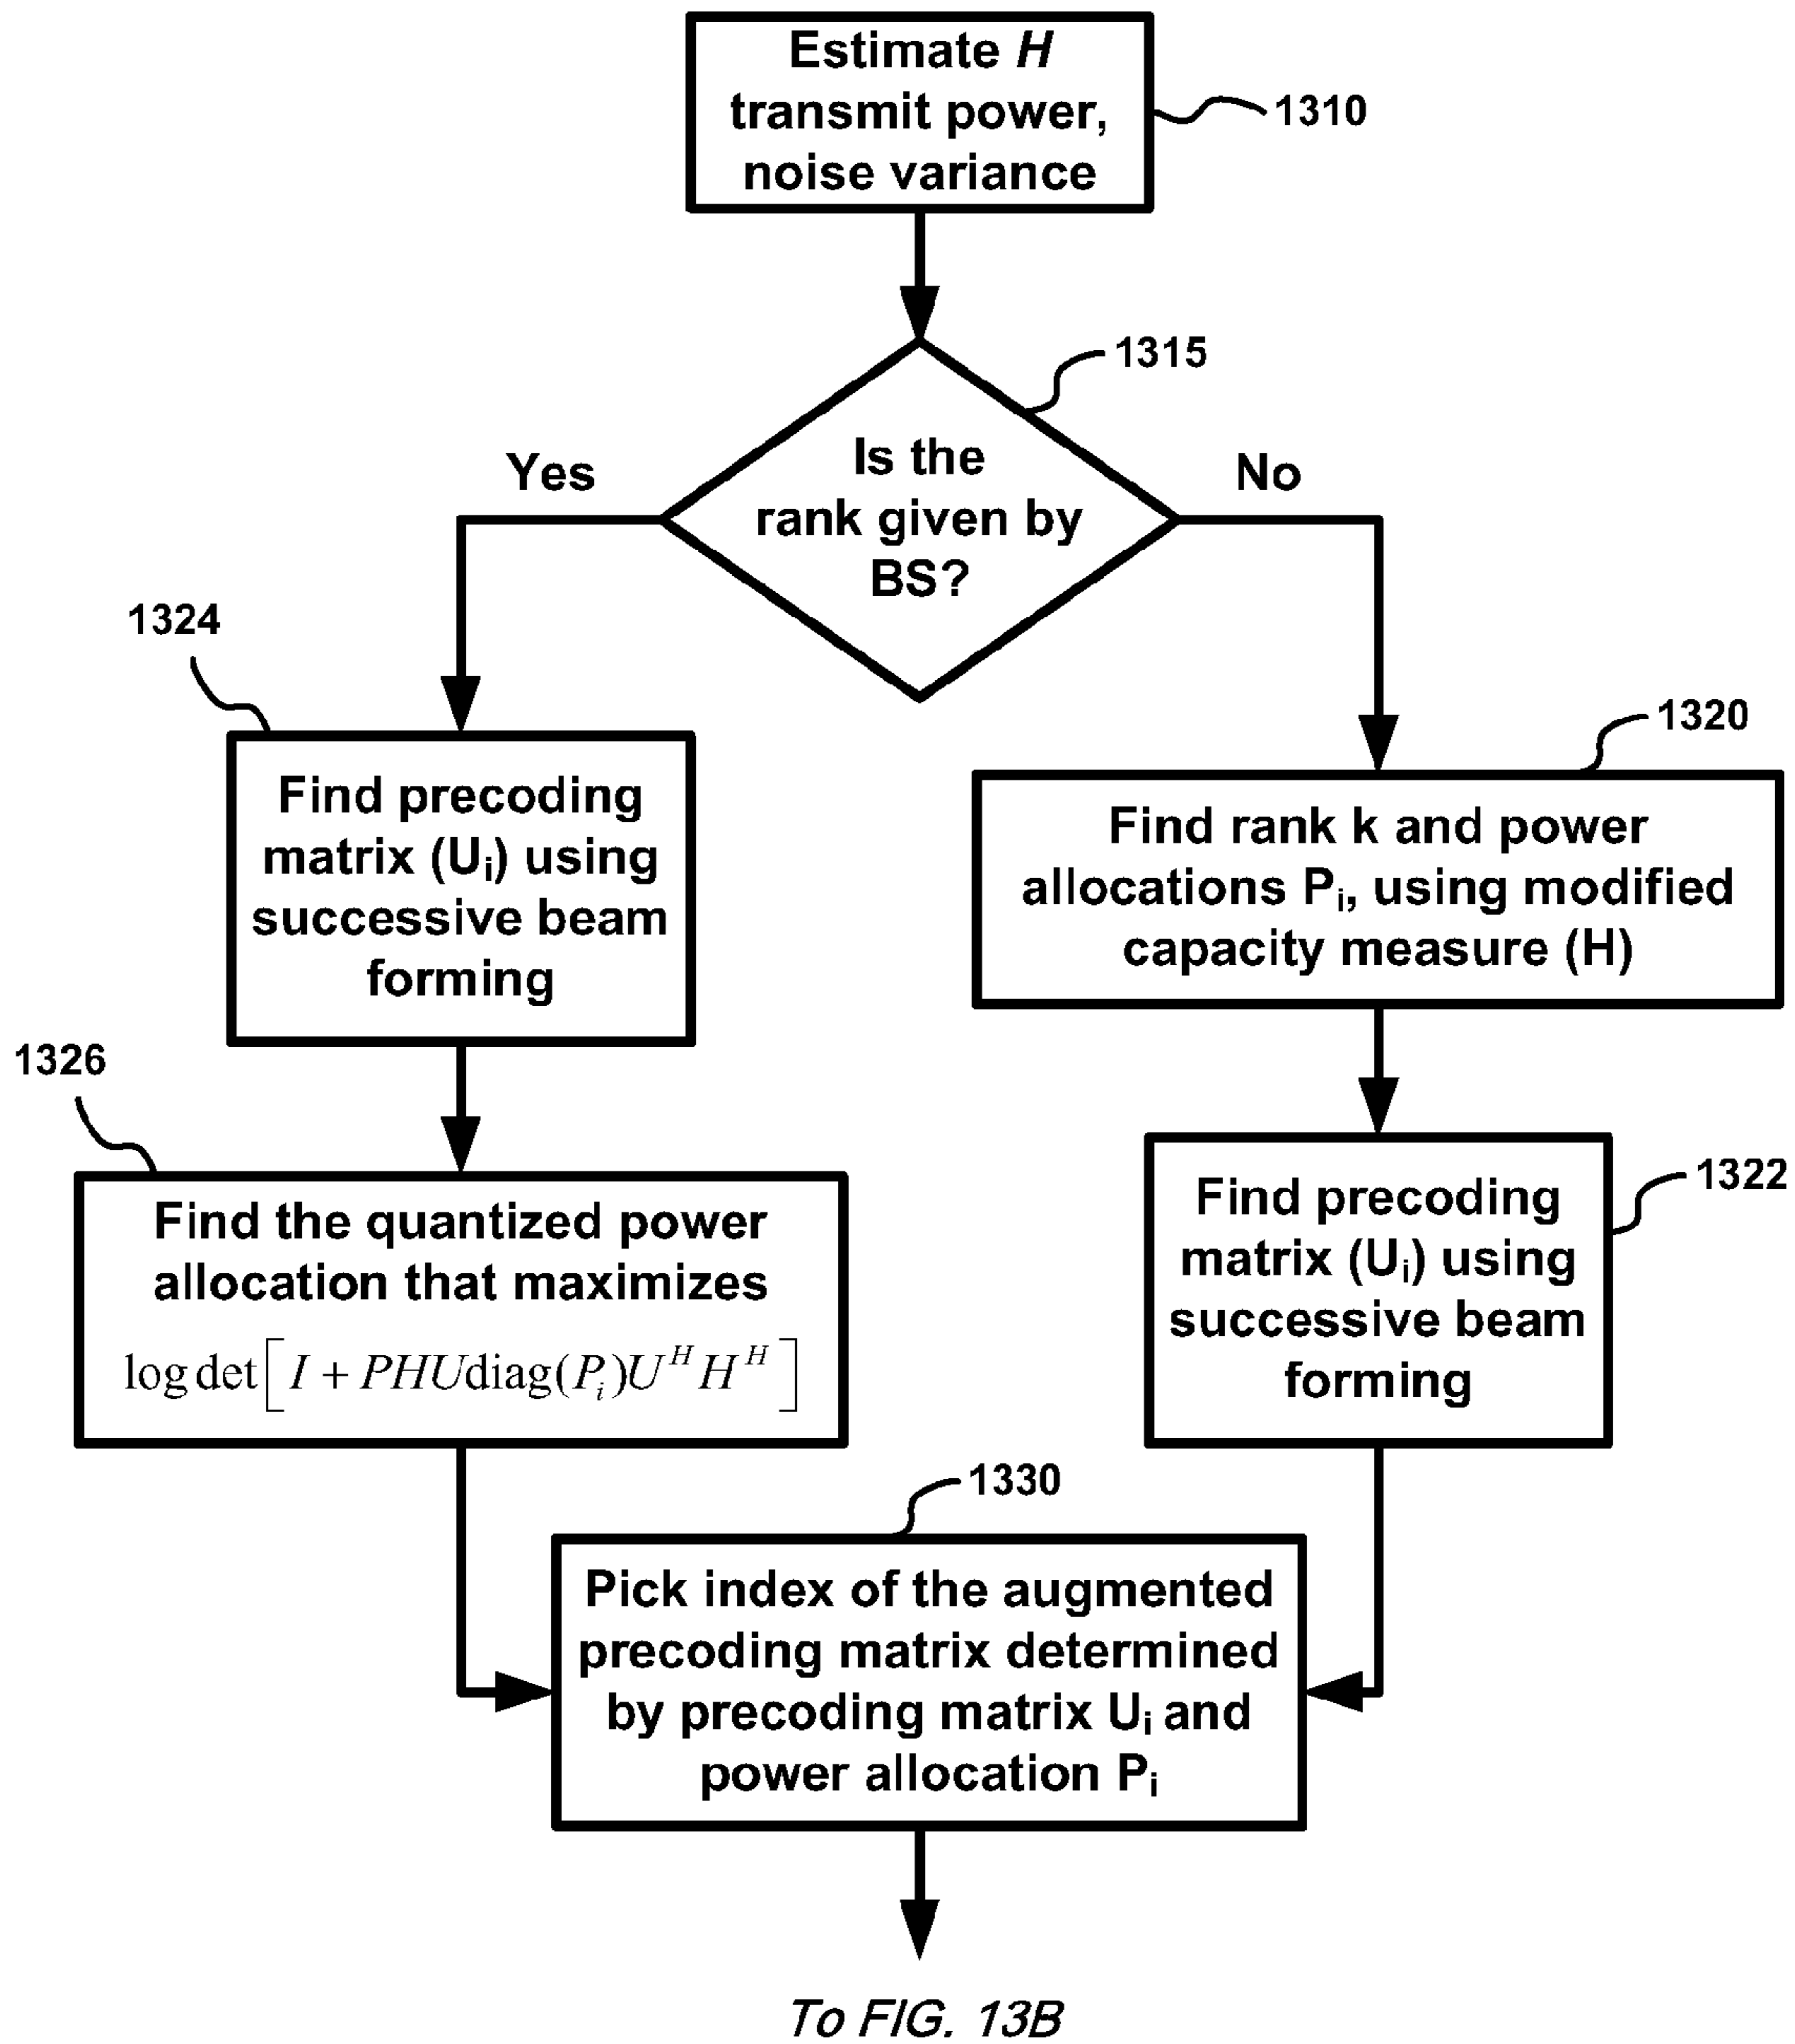 Estimate H
transmit power,
noise variance
1310
1315
Is the
rank given by
BS?
Yes
No
1324
Find precoding
matrix (Uᵢ) using
successive beam
forming
1320
Find rank k and power
allocations Pᵢ, using modified
capacity measure (H)
1326
Find the quantized power
allocation that maximizes
log det[I + PHUdiag(Pᵢ)UᴴHᴴ]
1322
Find precoding
matrix (Uᵢ) using
successive beam
forming
1330
Pick index of the augmented
precoding matrix determined
by precoding matrix Uᵢ and
power allocation Pᵢ
To FIG. 13B